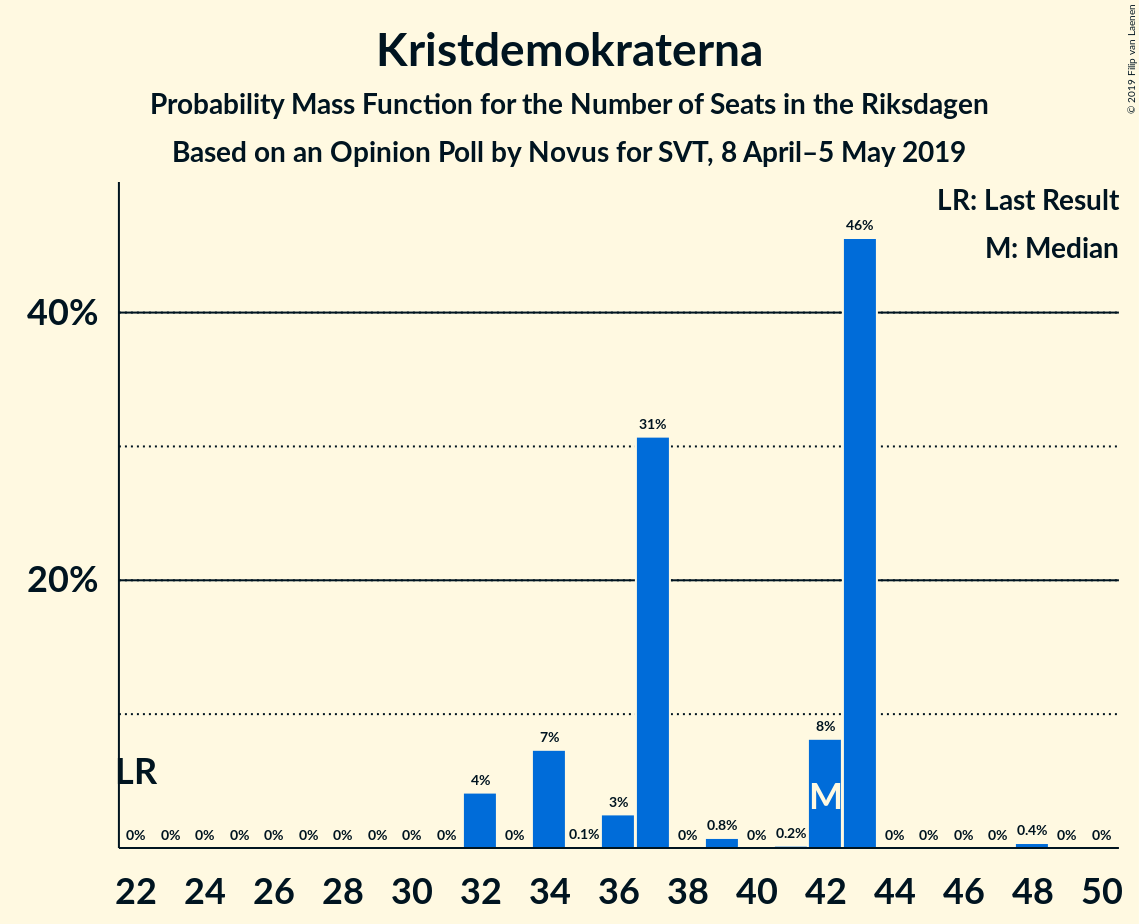 Kristdemokraterna
Probability Mass Function for the Number of Seats in the Riksdagen
Based on an Opinion Poll by Novus for SVT, 8 April–5 May 2019
© 2019 Filip van Laenen
LR: Last Result
M: Median
46%
40%
31%
20%
8%
7%
LR
4%
M
3%
0% 0% 0% 0% 0% 0% 0% 0% 0% 0% 0% 0.1% 0% 0.8% 0% 0.2% 0% 0% 0% 0% 0.4% 0% 0%
22 24 26 28 30 32 34 36 38 40 42 44 46 48 50